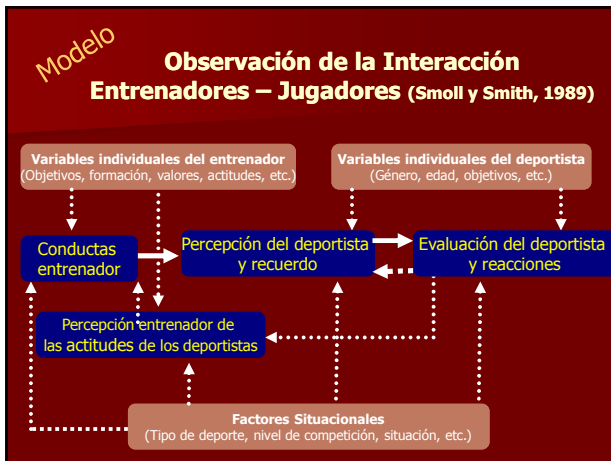 Modelo
Observación de la Interacción
Entrenadores – Jugadores (Smoll y Smith, 1989)
Variables individuales del entrenador
(Objetivos, formación, valores, actitudes, etc.)
Variables individuales del deportista
(Género, edad, objetivos, etc.)
Conductas
entrenador
Percepción del deportista
y recuerdo
Evaluación del deportista
y reacciones
Percepción entrenador de
las actitudes de los deportistas
Factores Situacionales
(Tipo de deporte, nivel de competición, situación, etc.)